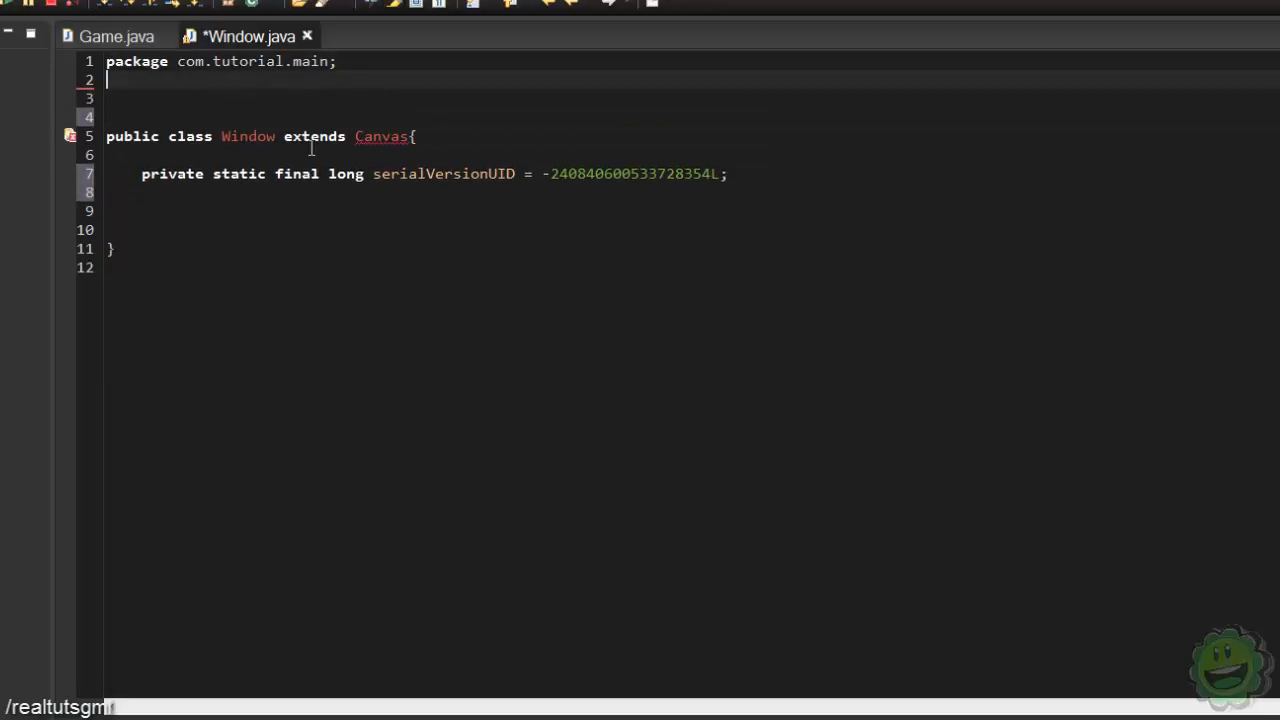 Game.java *Window.java
1 package com.tutorial.main;
2
3
4
5 public class Window extends Canvas{
6
7 private static final long serialVersionUID = -240840600533728354L;
8
9
10
11 }
12
/realtutsgmr